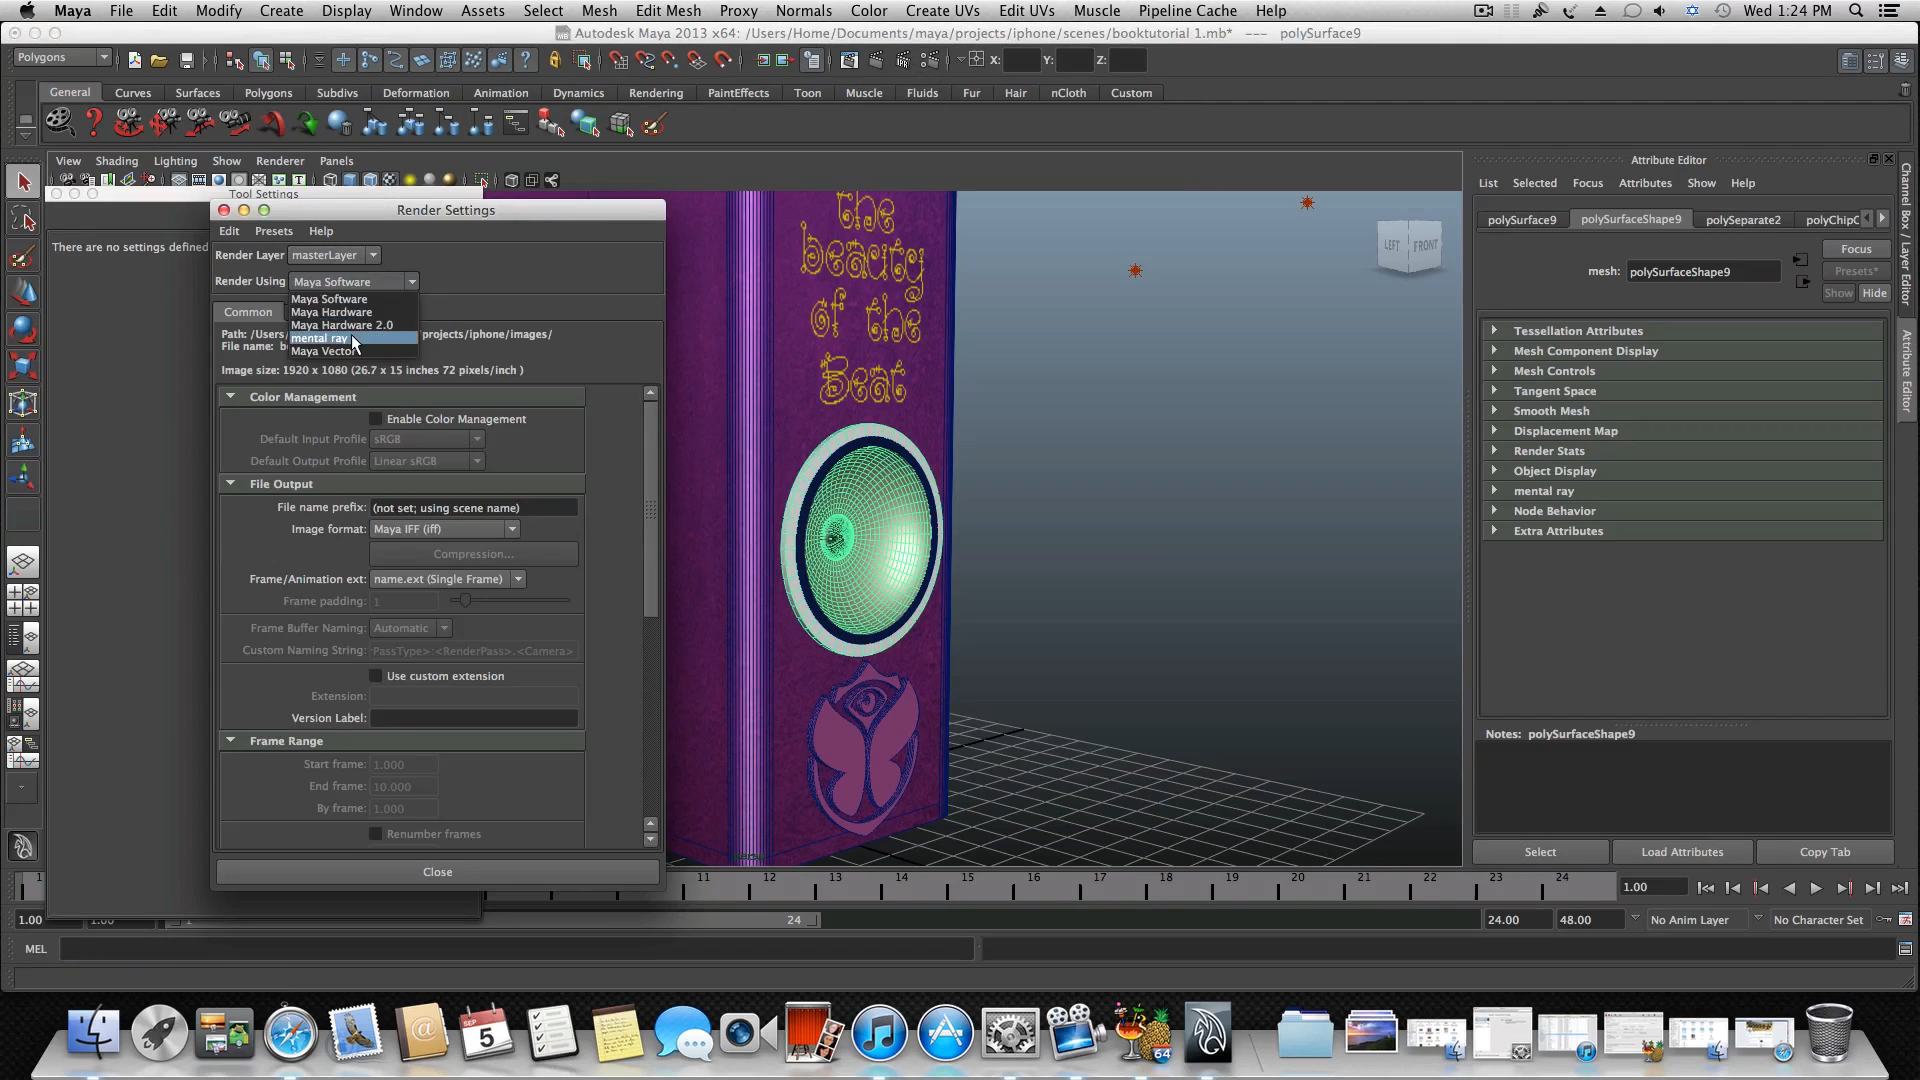 Maya File Edit Modify Create Display Window Assets Select Mesh Edit Mesh Proxy Normals Color Create UVs Edit UVs Muscle Pipeline Cache Help Wed 1:24 PM
Autodesk Maya 2013 x64: /Users/Home/Documents/maya/projects/iphone/scenes/booktutorial 1.mb* --- polySurface9
Polygons X: Y: Z:
General Curves Surfaces Polygons Subdivs Deformation Animation Dynamics Rendering PaintEffects Toon Muscle Fluids Fur Hair nCloth Custom
View Shading Lighting Show Renderer Panels
Tool Settings
There are no settings defined
Render Settings
Edit Presets Help
Render Layer masterLayer
Render Using Maya Software
Maya Software
Maya Hardware
Maya Hardware 2.0
mental ray
Maya Vector
Common
Path: /Users/ projects/iphone/images/
File name:
Image size: 1920 x 1080 (26.7 x 15 inches 72 pixels/inch )
Color Management
Enable Color Management
Default Input Profile sRGB
Default Output Profile Linear sRGB
File Output
File name prefix: (not set; using scene name)
Image format: Maya IFF (iff)
Compression...
Frame/Animation ext: name.ext (Single Frame)
Frame padding: 1
Frame Buffer Naming: Automatic
Custom Naming String: PassType>:<RenderPass>.<Camera>
Use custom extension
Extension:
Version Label:
Frame Range
Start frame: 1.000
End frame: 10.000
By frame: 1.000
Renumber frames
Close
the
beauty
of the
Beat
LEFT FRONT
Attribute Editor
List Selected Focus Attributes Show Help
polySurface9 polySurfaceShape9 polySeparate2 polyChipC
mesh: polySurfaceShape9
Focus
Presets*
Show Hide
Tessellation Attributes
Mesh Component Display
Mesh Controls
Tangent Space
Smooth Mesh
Displacement Map
Render Stats
Object Display
mental ray
Node Behavior
Extra Attributes
Notes: polySurfaceShape9
Select Load Attributes Copy Tab
Channel Box / Layer Editor
Attribute Editor
1 11 12 13 14 15 16 17 18 19 20 21 22 23 24 1.00
1.00 1.00 1 24 24.00 48.00 No Anim Layer No Character Set
MEL
SEP
5
64